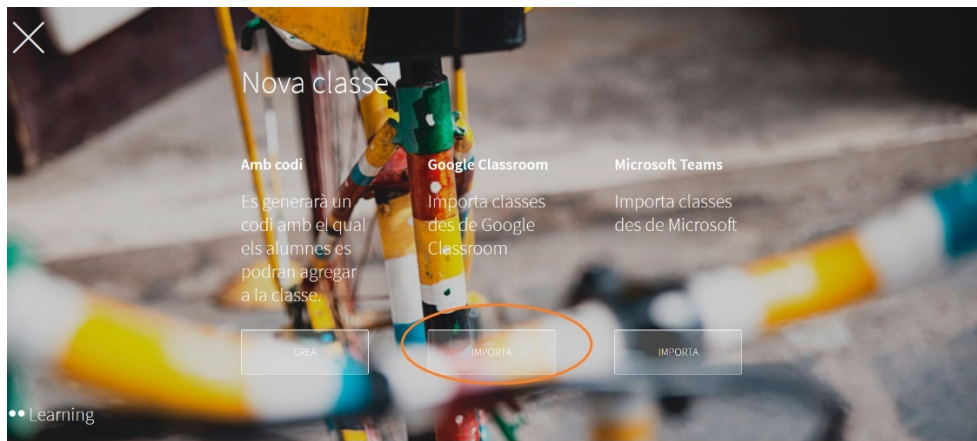 Nova classe
Amb codi
Es generarà un
codi amb el qual
els alumnes es
podran agregar
a la classe.
CREA
Google Classroom
Importa classes
des de Google
Classroom
IMPORTA
Microsoft Teams
Importa classes
des de Microsoft
IMPORTA
Learning